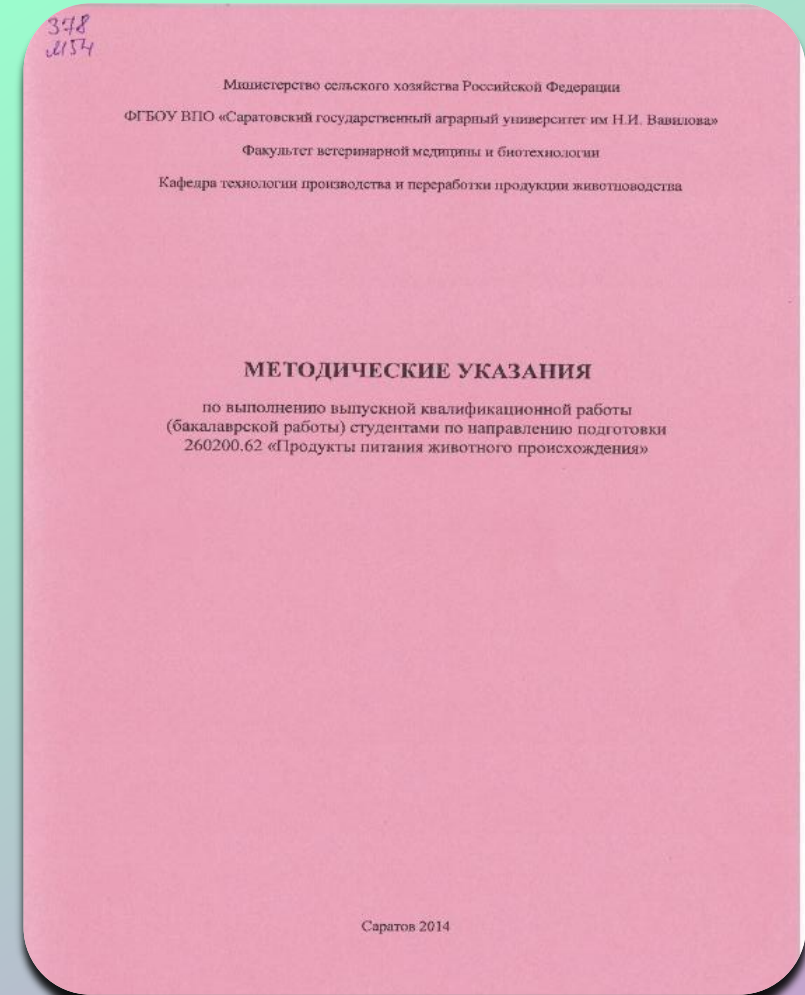 378
М54
Министерство сельского хозяйства Российской Федерации
ФГБОУ ВПО «Саратовский государственный аграрный университет им Н.И. Вавилова»
Факультет ветеринарной медицины и биотехнологии
Кафедра технологии производства и переработки продукции животноводства
МЕТОДИЧЕСКИЕ УКАЗАНИЯ
по выполнению выпускной квалификационной работы
(бакалаврской работы) студентами по направлению подготовки
260200.62 «Продукты питания животного происхождения»
Саратов 2014